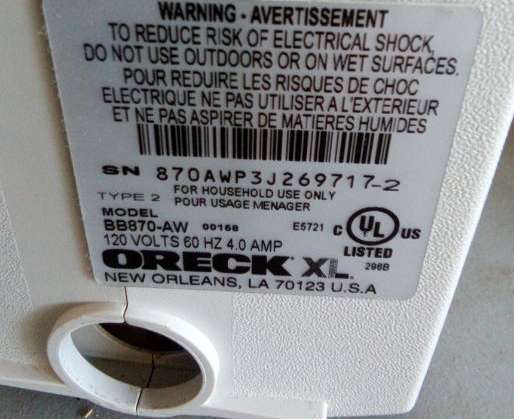 WARNING - AVERTISSEMENT
TO REDUCE RISK OF ELECTRICAL SHOCK,
DO NOT USE OUTDOORS OR ON WET SURFACES.
POUR REDUIRE LES RISQUES DE CHOC
ELECTRIQUE NE PAS UTILISER A L'EXTERIEUR
ET NE PAS ASPIRER DE MATIERES HUMIDES
SN 870AWP3J269717-2
FOR HOUSEHOLD USE ONLY
TYPE 2 POUR USAGE MENAGER
MODEL
BB870-AW 00168 E5721 C UL US
120 VOLTS 60 HZ 4.0 AMP LISTED
ORECK XL 298B
NEW ORLEANS, LA 70123 U.S.A